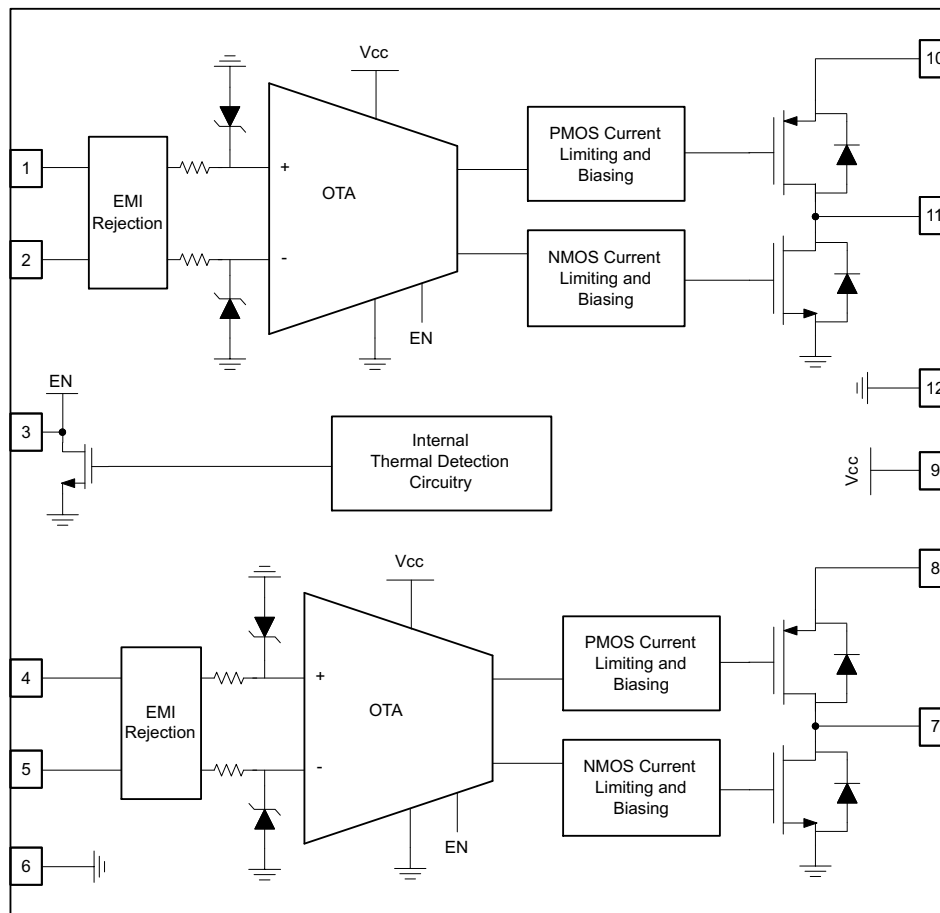 Vcc
10
PMOS Current
Limiting and
Biasing
1
+
OTA
EMI
Rejection
11
2
-
NMOS Current
Limiting and
Biasing
EN
EN
12
3
Internal
Thermal Detection
Circuitry
Vcc
9
Vcc
8
PMOS Current
Limiting and
Biasing
4
+
OTA
EMI
Rejection
7
5
-
NMOS Current
Limiting and
Biasing
EN
6